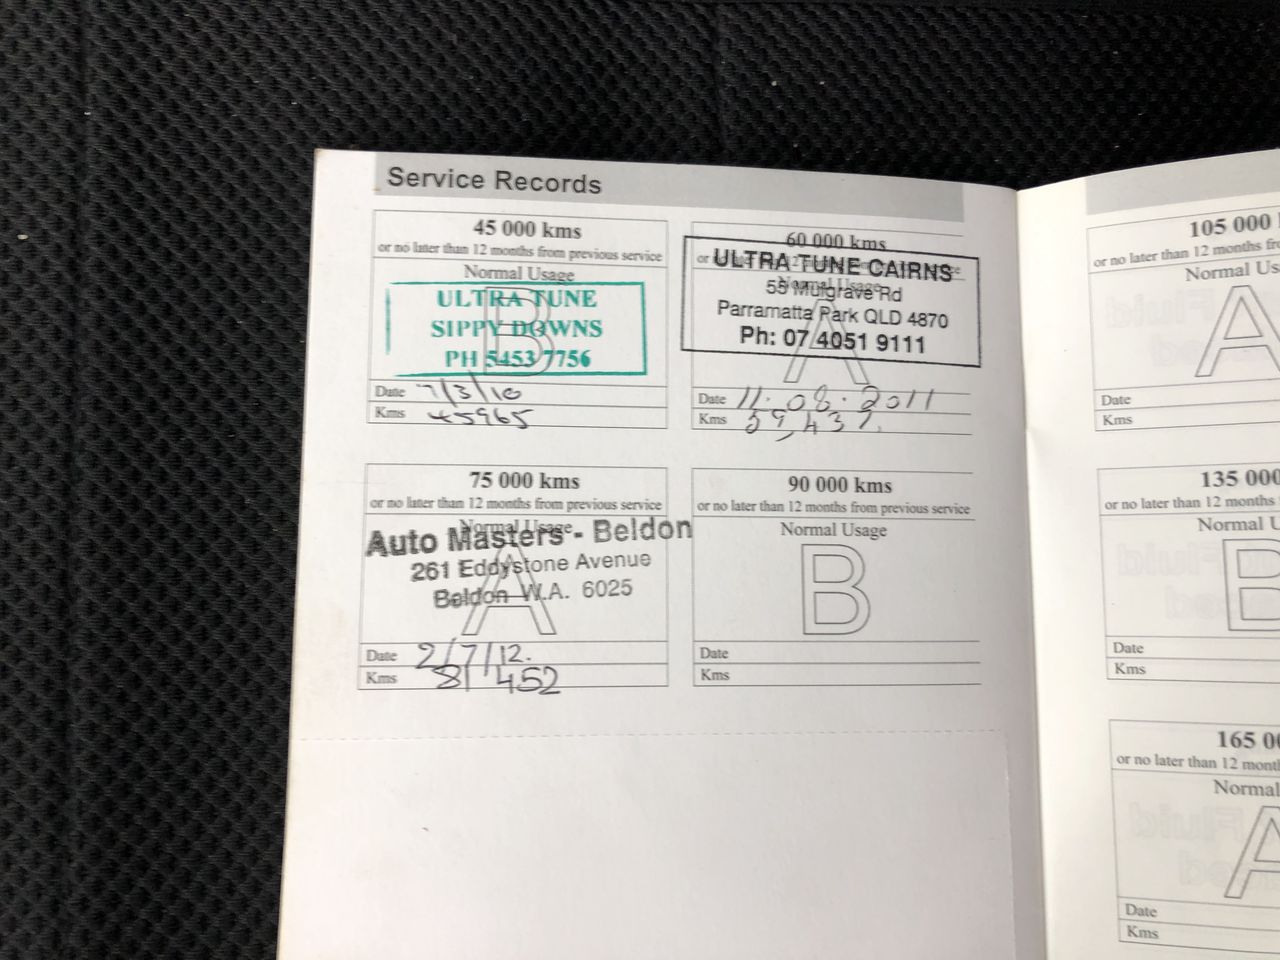 Service Records
45 000 kms
or no later than 12 months from previous service
Normal Usage
B
ULTRA TUNE
SIPPY DOWNS
PH 5453 7756
Date 7/3/10
Kms 45965
60 000 kms
or
Normal Usage
A
ULTRA TUNE CAIRNS
55 Mulgrave Rd
Parramatta Park QLD 4870
Ph: 07 4051 9111
Date 11.08.2011
Kms 59,437
75 000 kms
or no later than 12 months from previous service
Normal Usage
A
Auto Masters - Beldon
261 Eddystone Avenue
Beldon W.A. 6025
Date 2/7/12.
Kms 81 452
90 000 kms
or no later than 12 months from previous service
Normal Usage
B
Date
Kms
105 000
or no later than 12 months
Normal
A
Date
Kms
135 000
or no later than 12 months
Normal
B
Date
Kms
165
or no later than 12
Normal
A
Date
Kms